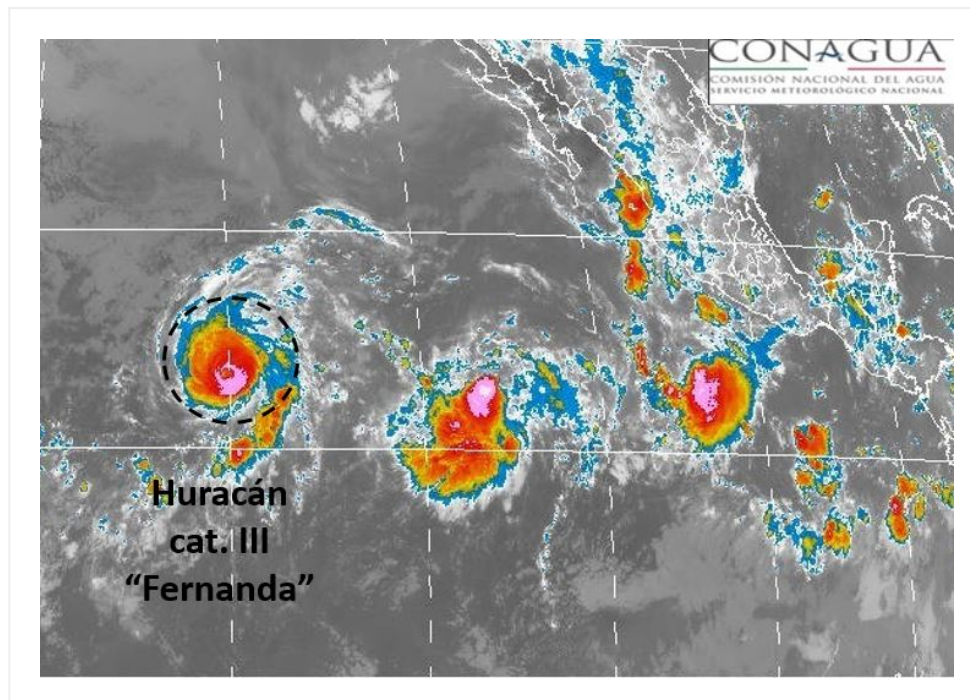 CONAGUA
COMISIÓN NACIONAL DEL AGUA
SERVICIO METEOROLÓGICO NACIONAL
Huracán
cat. III
“Fernanda”